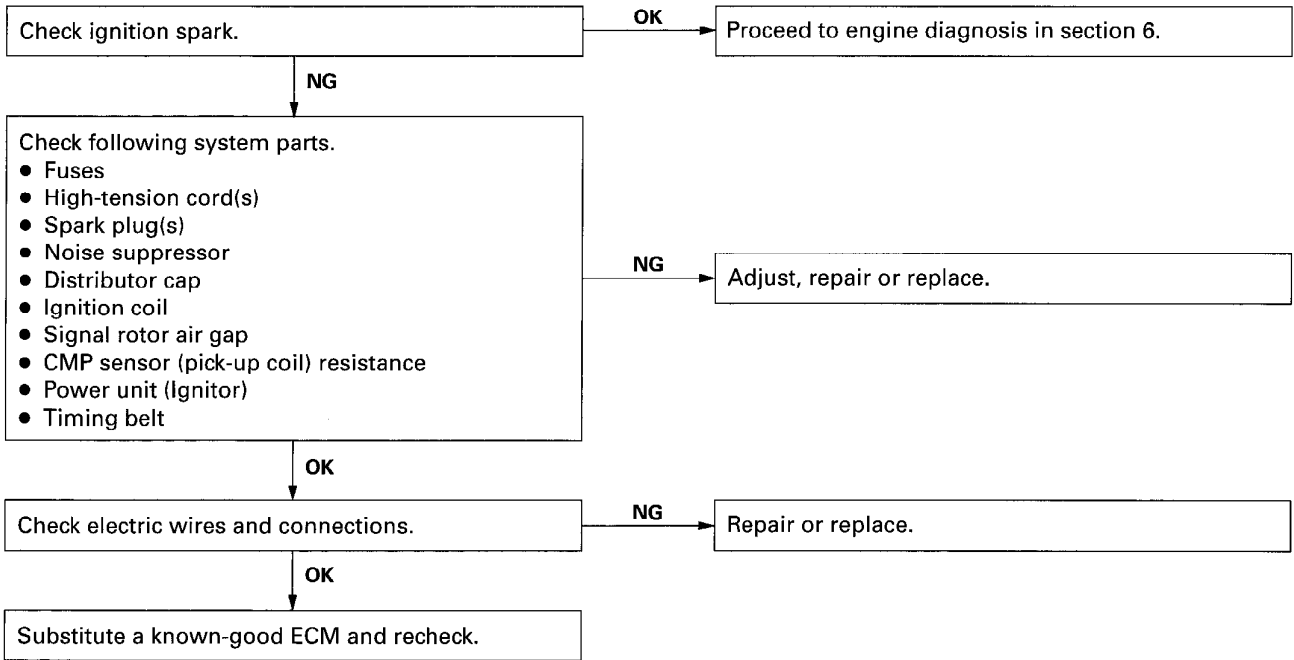 Check ignition spark.
OK
Proceed to engine diagnosis in section 6.
NG
Check following system parts.
● Fuses
● High-tension cord(s)
● Spark plug(s)
● Noise suppressor
● Distributor cap
● Ignition coil
● Signal rotor air gap
● CMP sensor (pick-up coil) resistance
● Power unit (Ignitor)
● Timing belt
NG
Adjust, repair or replace.
OK
Check electric wires and connections.
NG
Repair or replace.
OK
Substitute a known-good ECM and recheck.